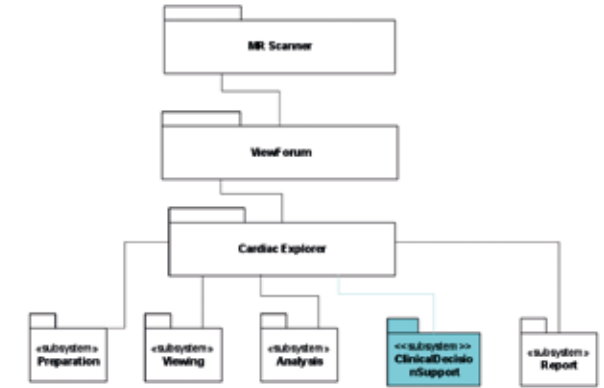 MR Scanner
ViewForum
Cardiac Explorer
«subsystem»
Preparation
«subsystem»
Viewing
«subsystem»
Analysis
<<subsystem >>
ClinicalDecisio
nSupport
«subsystem»
Report